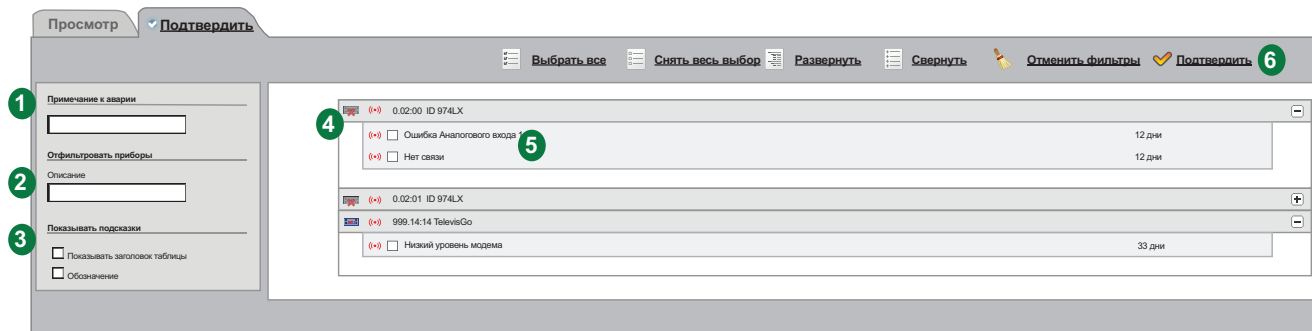 Просмотр Подтвердить
Выбрать все Снять весь выбор Развернуть Свернуть Отменить фильтры Подтвердить 6
1 Примечание к аварии
Отфильтровать приборы
2 Описание
Показывать подсказки
3
Показывать заголовок таблицы
Обозначение
4 0.02:00 ID 974LX
Ошибка Аналогового входа 1 12 дни
5
Нет связи 12 дни
0.02:01 ID 974LX
999.14:14 TelevisGo
Низкий уровень модема 33 дни